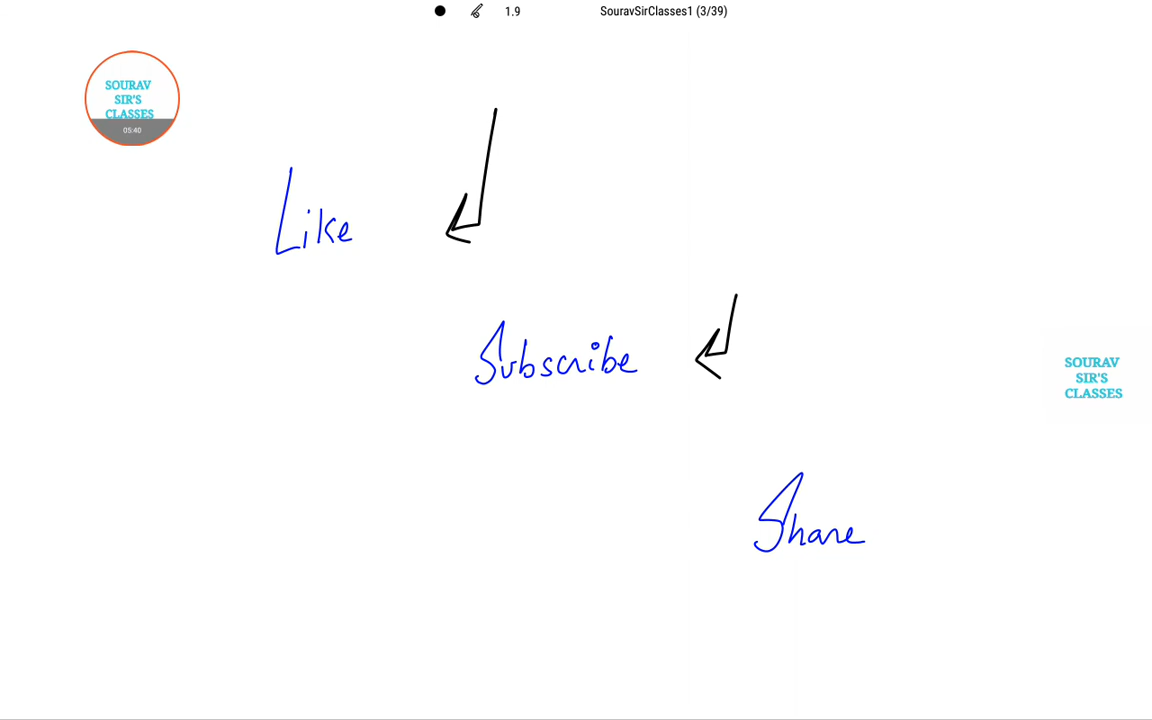 1.9 SouravSirClasses1 (3/39)
SOURAV
SIR'S
CLASSES
05:40
Like
Subscribe
SOURAV
SIR'S
CLASSES
Share